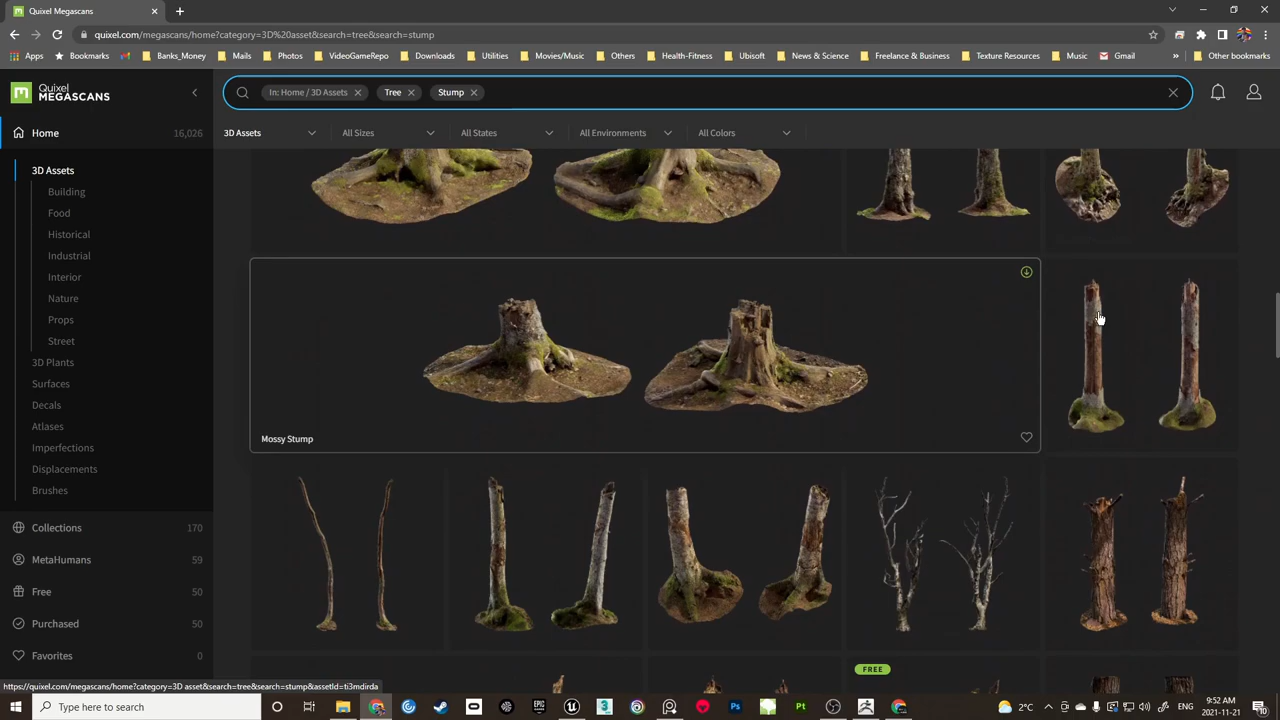 Quixel Megascans
quixel.com/megascans/home?category=3D%20asset&search=tree&search=stump
Apps
Bookmarks
Banks_Money
Mails
Photos
VideoGameRepo
Downloads
Utilities
Movies/Music
Others
Health-Fitness
Ubisoft
News & Science
Freelance & Business
Texture Resources
Music
Gmail
Other bookmarks
Quixel
MEGASCANS
In: Home / 3D Assets
Tree
Stump
Home
16,026
3D Assets
All Sizes
All States
All Environments
All Colors
3D Assets
Building
Food
Historical
Industrial
Interior
Nature
Props
Street
3D Plants
Surfaces
Decals
Atlases
Imperfections
Displacements
Brushes
Mossy Stump
Collections
170
MetaHumans
59
Free
50
Purchased
50
Favorites
0
FREE
https://quixel.com/megascans/home?category=3D asset&search=tree&search=stump&assetId=ti3mdirda
Type here to search
EPIC
GAMES
3
Ps
Pt
2°C
9:52 AM
2021-11-21